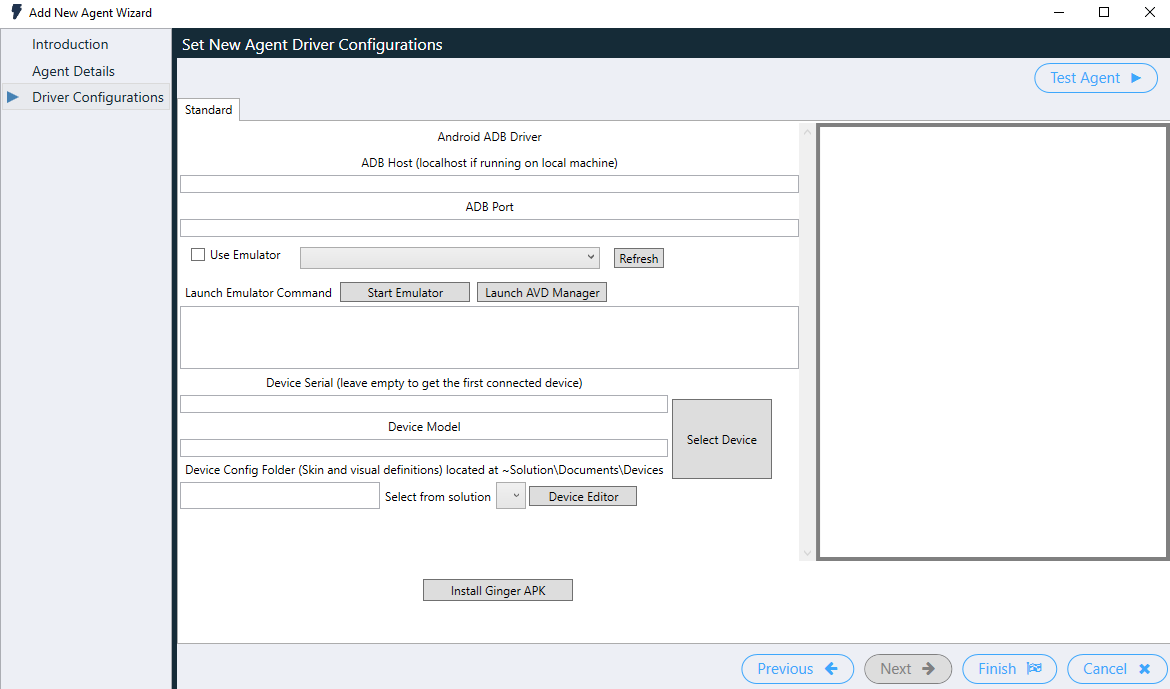 Add New Agent Wizard
Introduction
Agent Details
Driver Configurations
Set New Agent Driver Configurations
Test Agent
Standard
Android ADB Driver
ADB Host (localhost if running on local machine)
ADB Port
Use Emulator
Refresh
Launch Emulator Command Start Emulator Launch AVD Manager
Device Serial (leave empty to get the first connected device)
Device Model
Select Device
Device Config Folder (Skin and visual definitions) located at ~Solution\Documents\Devices
Select from solution Device Editor
Install Ginger APK
Previous Next Finish Cancel